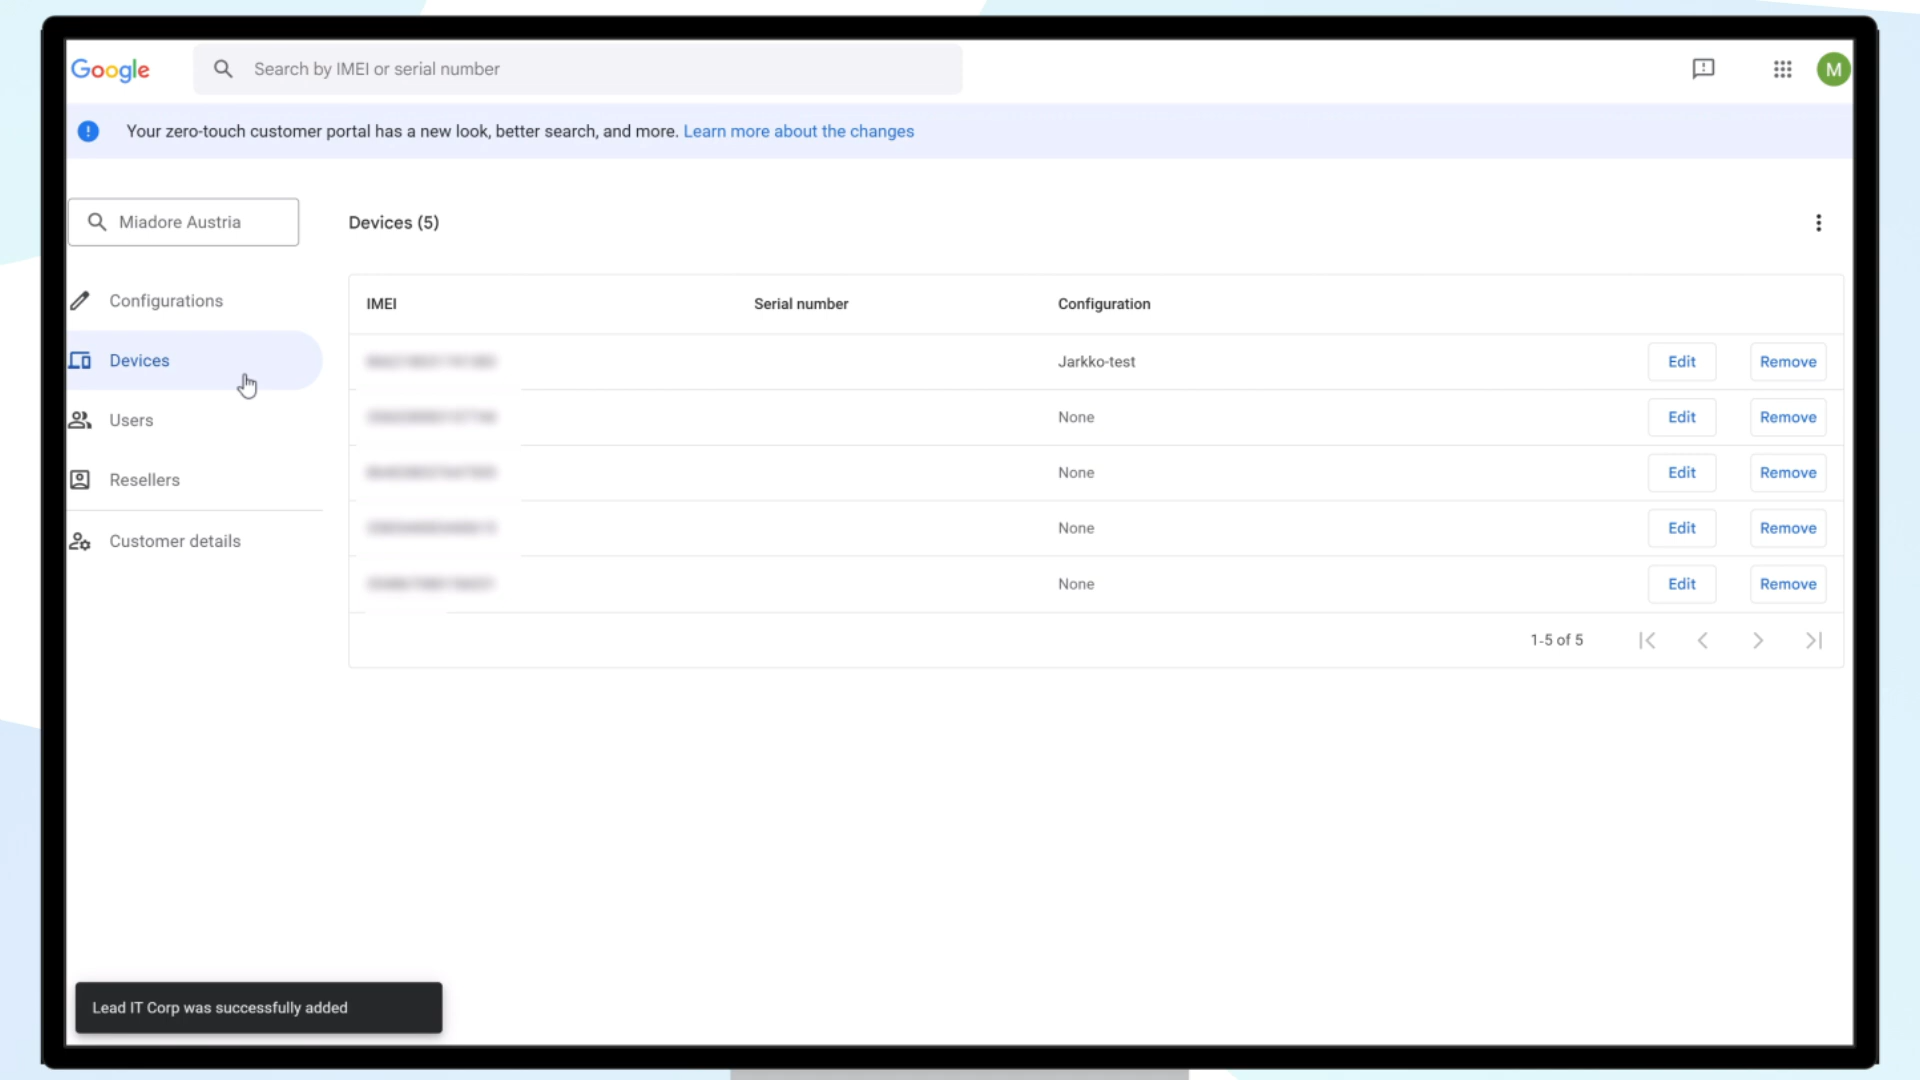 Google
Search by IMEI or serial number
M
Your zero-touch customer portal has a new look, better search, and more. Learn more about the changes
Miadore Austria
Devices (5)
Configurations
Devices
Users
Resellers
Customer details
IMEI Serial number Configuration
Jarkko-test Edit Remove
None Edit Remove
None Edit Remove
None Edit Remove
None Edit Remove
1-5 of 5
Lead IT Corp was successfully added